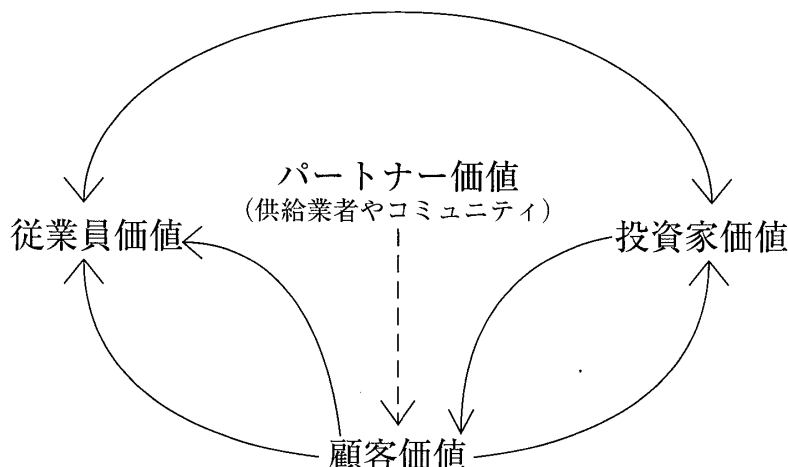 パートナー価値
（供給業者やコミュニティ）
従業員価値
投資家価値
顧客価値